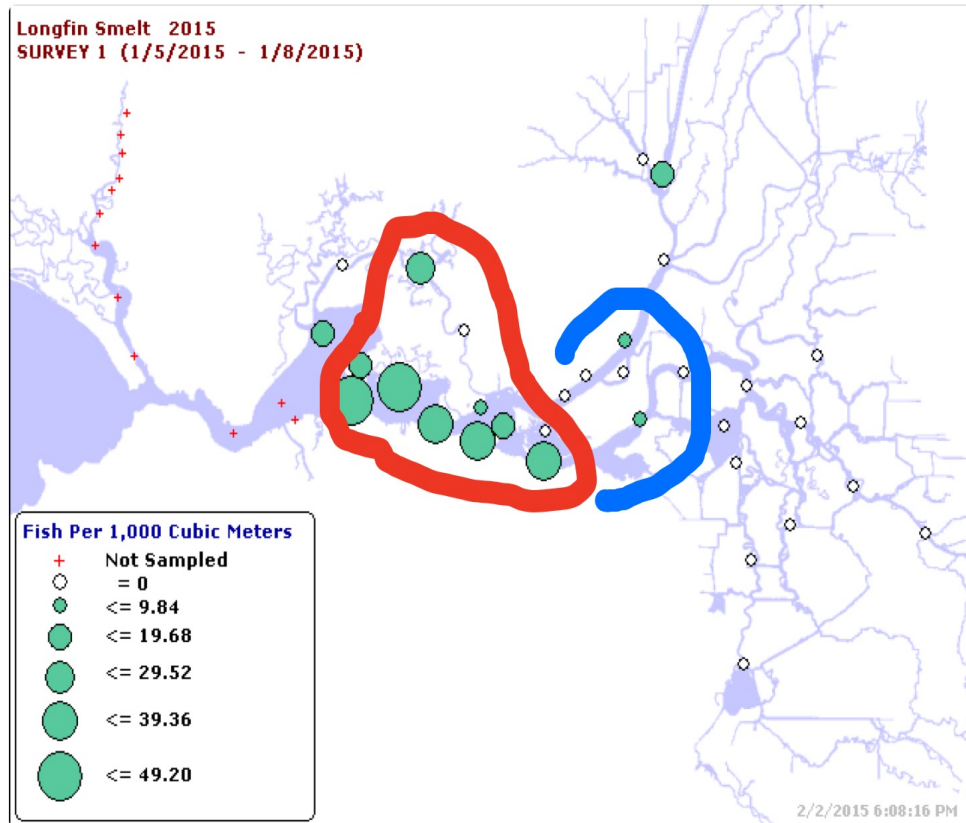 Longfin Smelt 2015
SURVEY 1 (1/5/2015 - 1/8/2015)
Fish Per 1,000 Cubic Meters
Not Sampled
= 0
<= 9.84
<= 19.68
<= 29.52
<= 39.36
<= 49.20
2/2/2015 6:08:16 PM